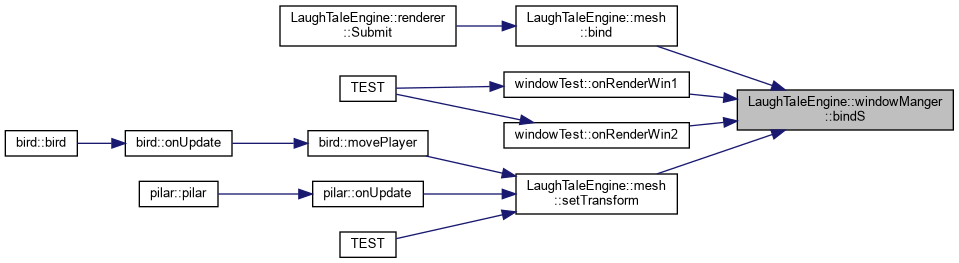 LaughTaleEngine::renderer
::Submit
LaughTaleEngine::mesh
::bind
TEST
windowTest::onRenderWin1
LaughTaleEngine::windowManger
::bindS
windowTest::onRenderWin2
bird::bird
bird::onUpdate
bird::movePlayer
pilar::pilar
pilar::onUpdate
LaughTaleEngine::mesh
::setTransform
TEST